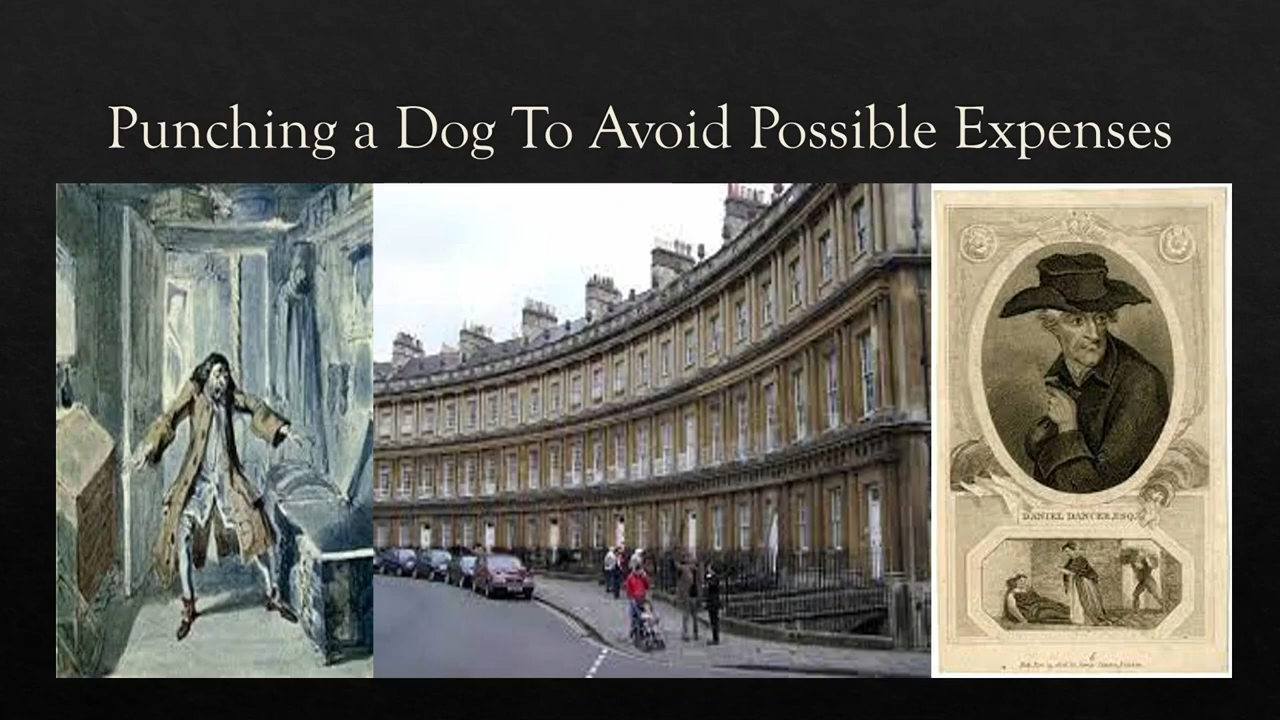 Punching a Dog To Avoid Possible Expenses
DANIEL DANCER, ESQ.